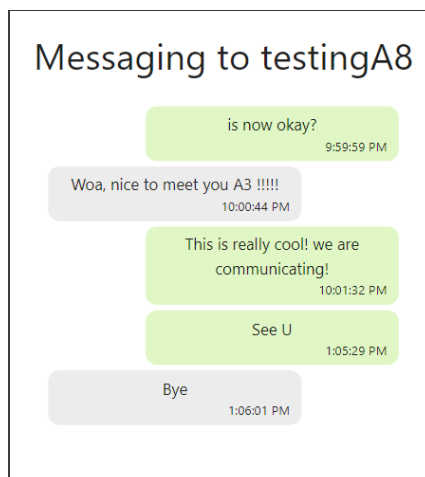 Messaging to testingA8
is now okay?
9:59:59 PM
Woa, nice to meet you A3 !!!!!
10:00:44 PM
This is really cool! we are
communicating!
10:01:32 PM
See U
1:05:29 PM
Bye
1:06:01 PM